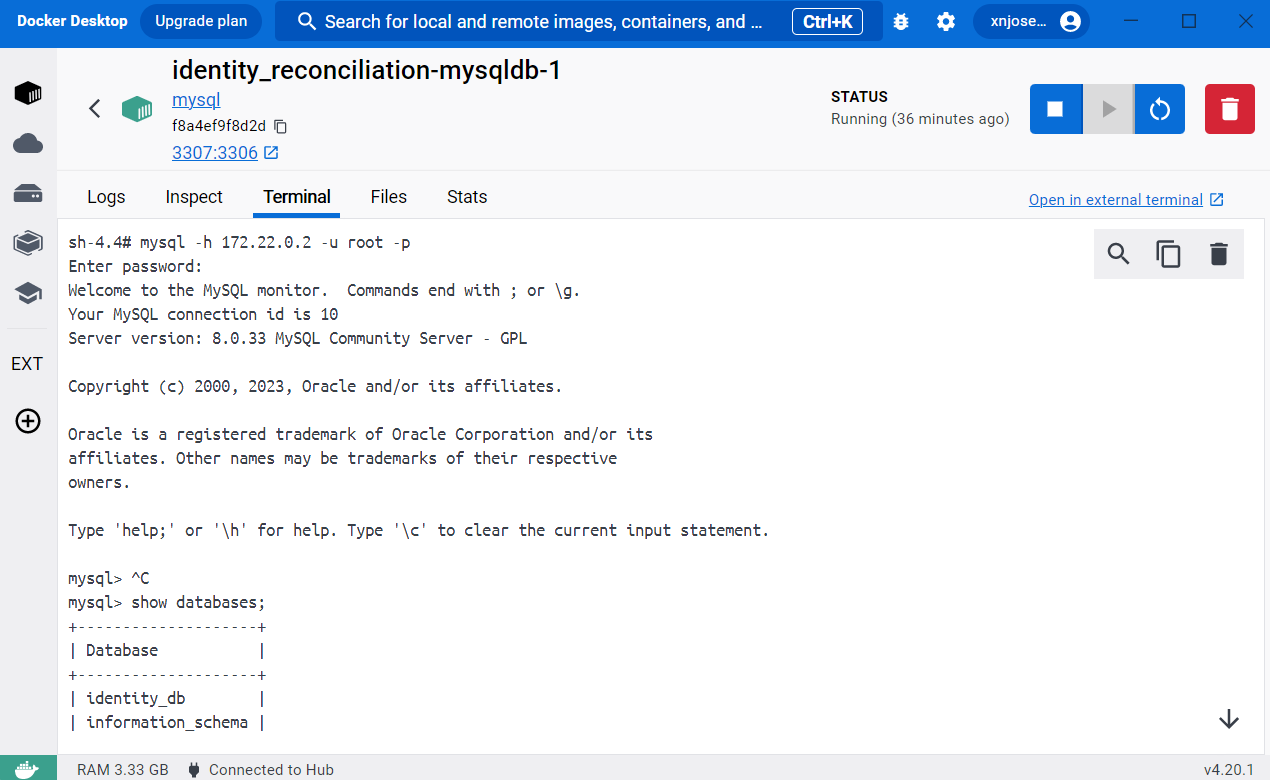 Docker Desktop Upgrade plan Search for local and remote images, containers, and ... Ctrl+K xnjose...
identity_reconciliation-mysqldb-1
mysql
f8a4ef9f8d2d
3307:3306
STATUS
Running (36 minutes ago)
Logs Inspect Terminal Files Stats
Open in external terminal
EXT
sh-4.4# mysql -h 172.22.0.2 -u root -p
Enter password:
Welcome to the MySQL monitor.  Commands end with ; or \g.
Your MySQL connection id is 10
Server version: 8.0.33 MySQL Community Server - GPL
Copyright (c) 2000, 2023, Oracle and/or its affiliates.
Oracle is a registered trademark of Oracle Corporation and/or its
affiliates. Other names may be trademarks of their respective
owners.
Type 'help;' or '\h' for help. Type '\c' to clear the current input statement.
mysql> ^C
mysql> show databases;
+--------------------+
| Database           |
+--------------------+
| identity_db        |
| information_schema |
RAM 3.33 GB Connected to Hub v4.20.1